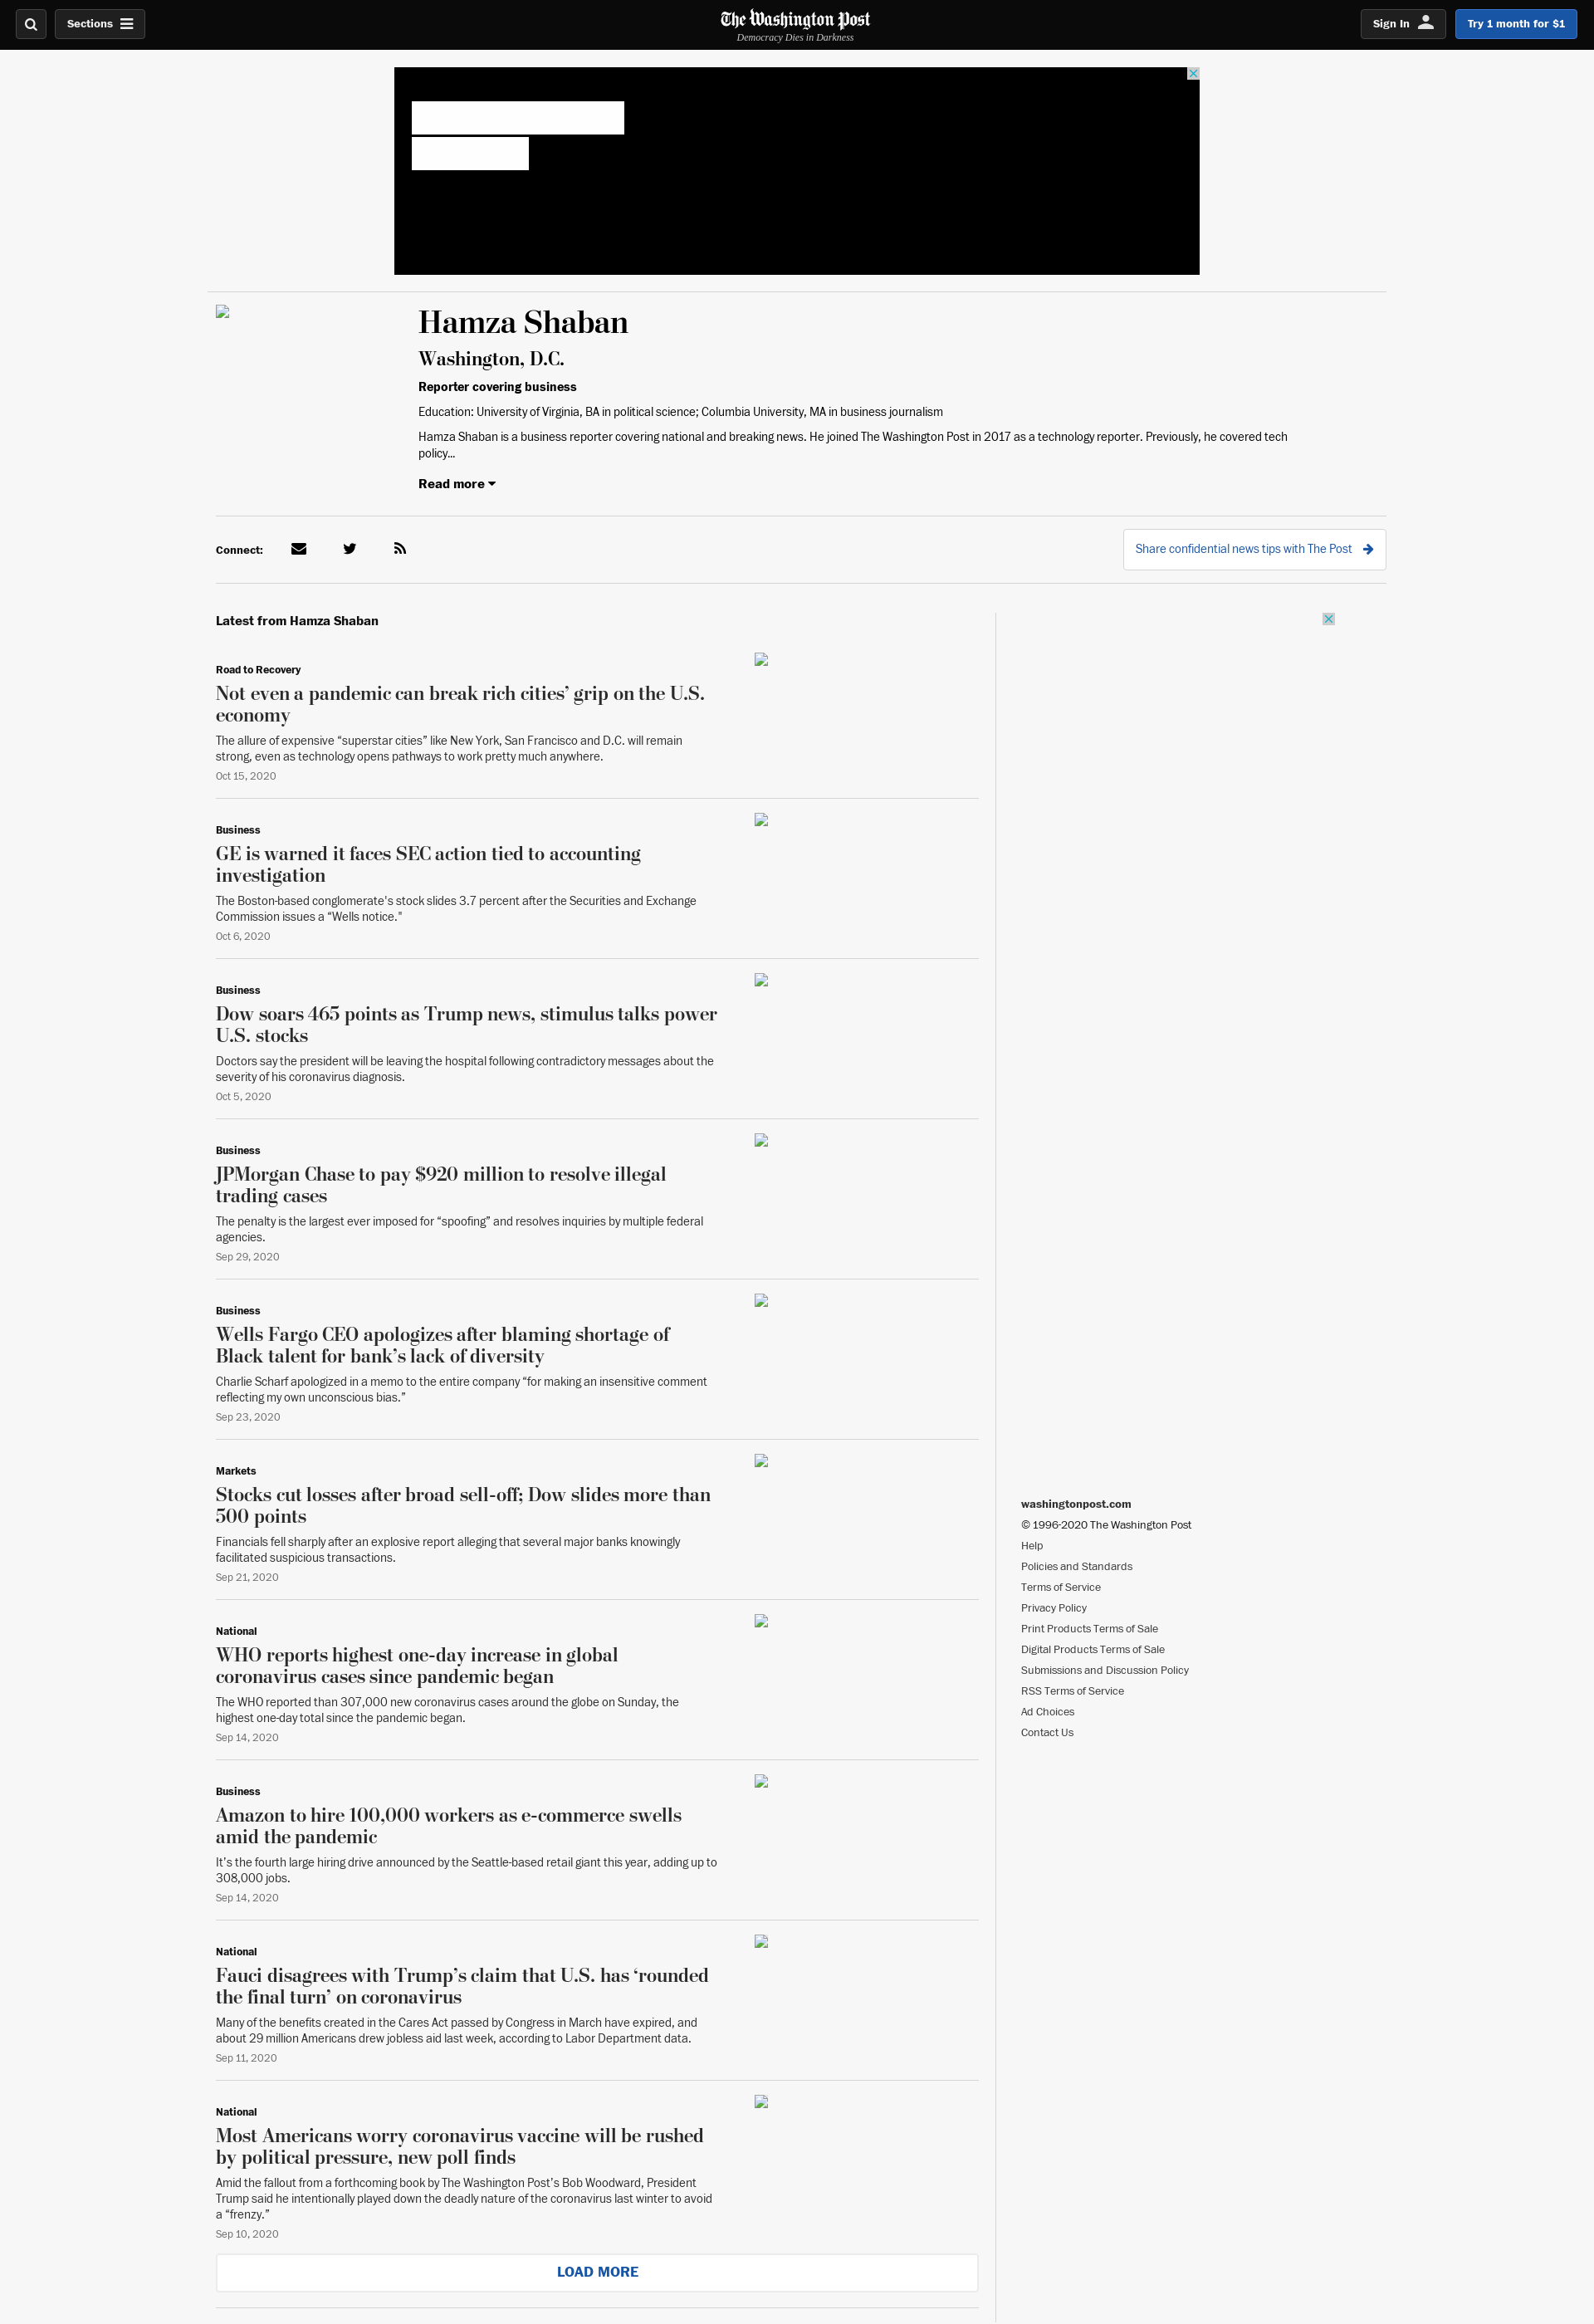 Sections
The Washington Post
Democracy Dies in Darkness
Sign In
Try 1 month for $1
Hamza Shaban
Washington, D.C.
Reporter covering business
Education: University of Virginia, BA in political science; Columbia University, MA in business journalism
Hamza Shaban is a business reporter covering national and breaking news. He joined The Washington Post in 2017 as a technology reporter. Previously, he covered tech
policy...
Read more
Connect:
Share confidential news tips with The Post
Latest from Hamza Shaban
Road to Recovery
Not even a pandemic can break rich cities’ grip on the U.S.
economy
The allure of expensive “superstar cities” like New York, San Francisco and D.C. will remain
strong, even as technology opens pathways to work pretty much anywhere.
Oct 15, 2020
Business
GE is warned it faces SEC action tied to accounting
investigation
The Boston-based conglomerate's stock slides 3.7 percent after the Securities and Exchange
Commission issues a “Wells notice."
Oct 6, 2020
Business
Dow soars 465 points as Trump news, stimulus talks power
U.S. stocks
Doctors say the president will be leaving the hospital following contradictory messages about the
severity of his coronavirus diagnosis.
Oct 5, 2020
Business
JPMorgan Chase to pay $920 million to resolve illegal
trading cases
The penalty is the largest ever imposed for “spoofing” and resolves inquiries by multiple federal
agencies.
Sep 29, 2020
Business
Wells Fargo CEO apologizes after blaming shortage of
Black talent for bank’s lack of diversity
Charlie Scharf apologized in a memo to the entire company “for making an insensitive comment
reflecting my own unconscious bias.”
Sep 23, 2020
Markets
Stocks cut losses after broad sell-off; Dow slides more than
500 points
Financials fell sharply after an explosive report alleging that several major banks knowingly
facilitated suspicious transactions.
Sep 21, 2020
National
WHO reports highest one-day increase in global
coronavirus cases since pandemic began
The WHO reported than 307,000 new coronavirus cases around the globe on Sunday, the
highest one-day total since the pandemic began.
Sep 14, 2020
Business
Amazon to hire 100,000 workers as e-commerce swells
amid the pandemic
It’s the fourth large hiring drive announced by the Seattle-based retail giant this year, adding up to
308,000 jobs.
Sep 14, 2020
National
Fauci disagrees with Trump’s claim that U.S. has ‘rounded
the final turn’ on coronavirus
Many of the benefits created in the Cares Act passed by Congress in March have expired, and
about 29 million Americans drew jobless aid last week, according to Labor Department data.
Sep 11, 2020
National
Most Americans worry coronavirus vaccine will be rushed
by political pressure, new poll finds
Amid the fallout from a forthcoming book by The Washington Post’s Bob Woodward, President
Trump said he intentionally played down the deadly nature of the coronavirus last winter to avoid
a “frenzy.”
Sep 10, 2020
LOAD MORE
washingtonpost.com
© 1996-2020 The Washington Post
Help
Policies and Standards
Terms of Service
Privacy Policy
Print Products Terms of Sale
Digital Products Terms of Sale
Submissions and Discussion Policy
RSS Terms of Service
Ad Choices
Contact Us